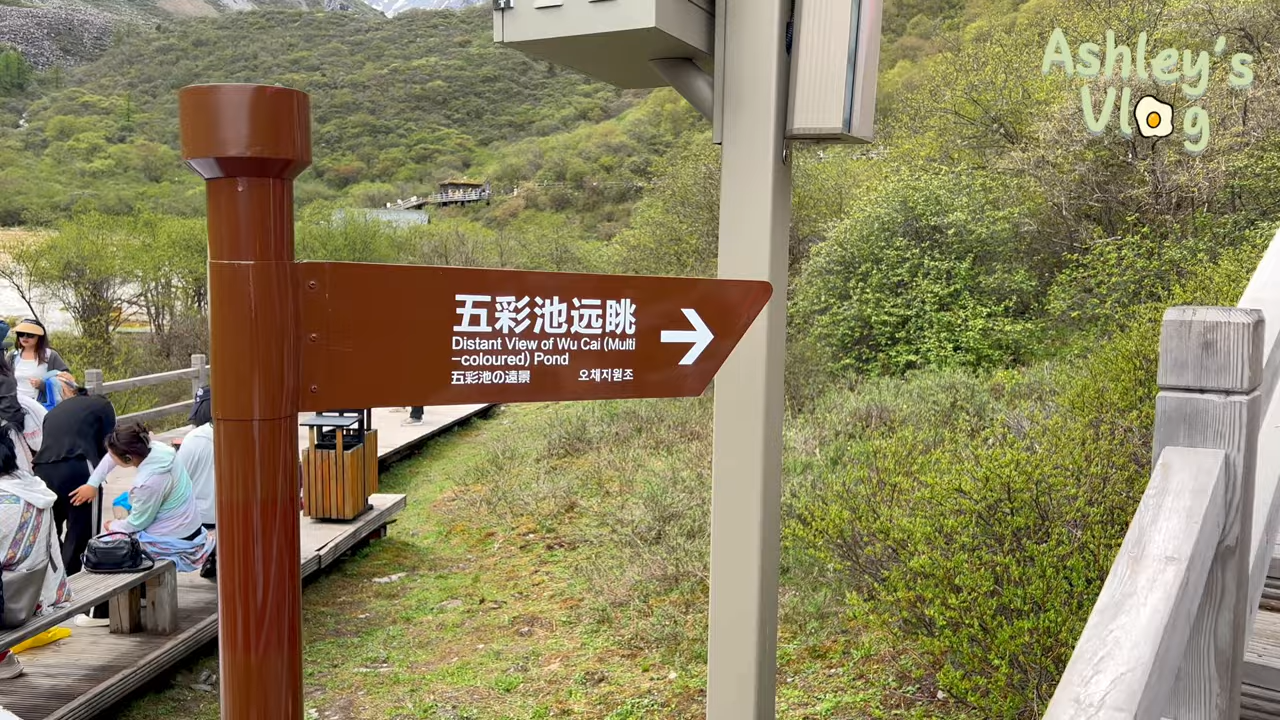 五彩池远眺
Distant View of Wu Cai (Multi
-coloured) Pond
五彩池の遠景 오채지원조
Ashley's
Vlog